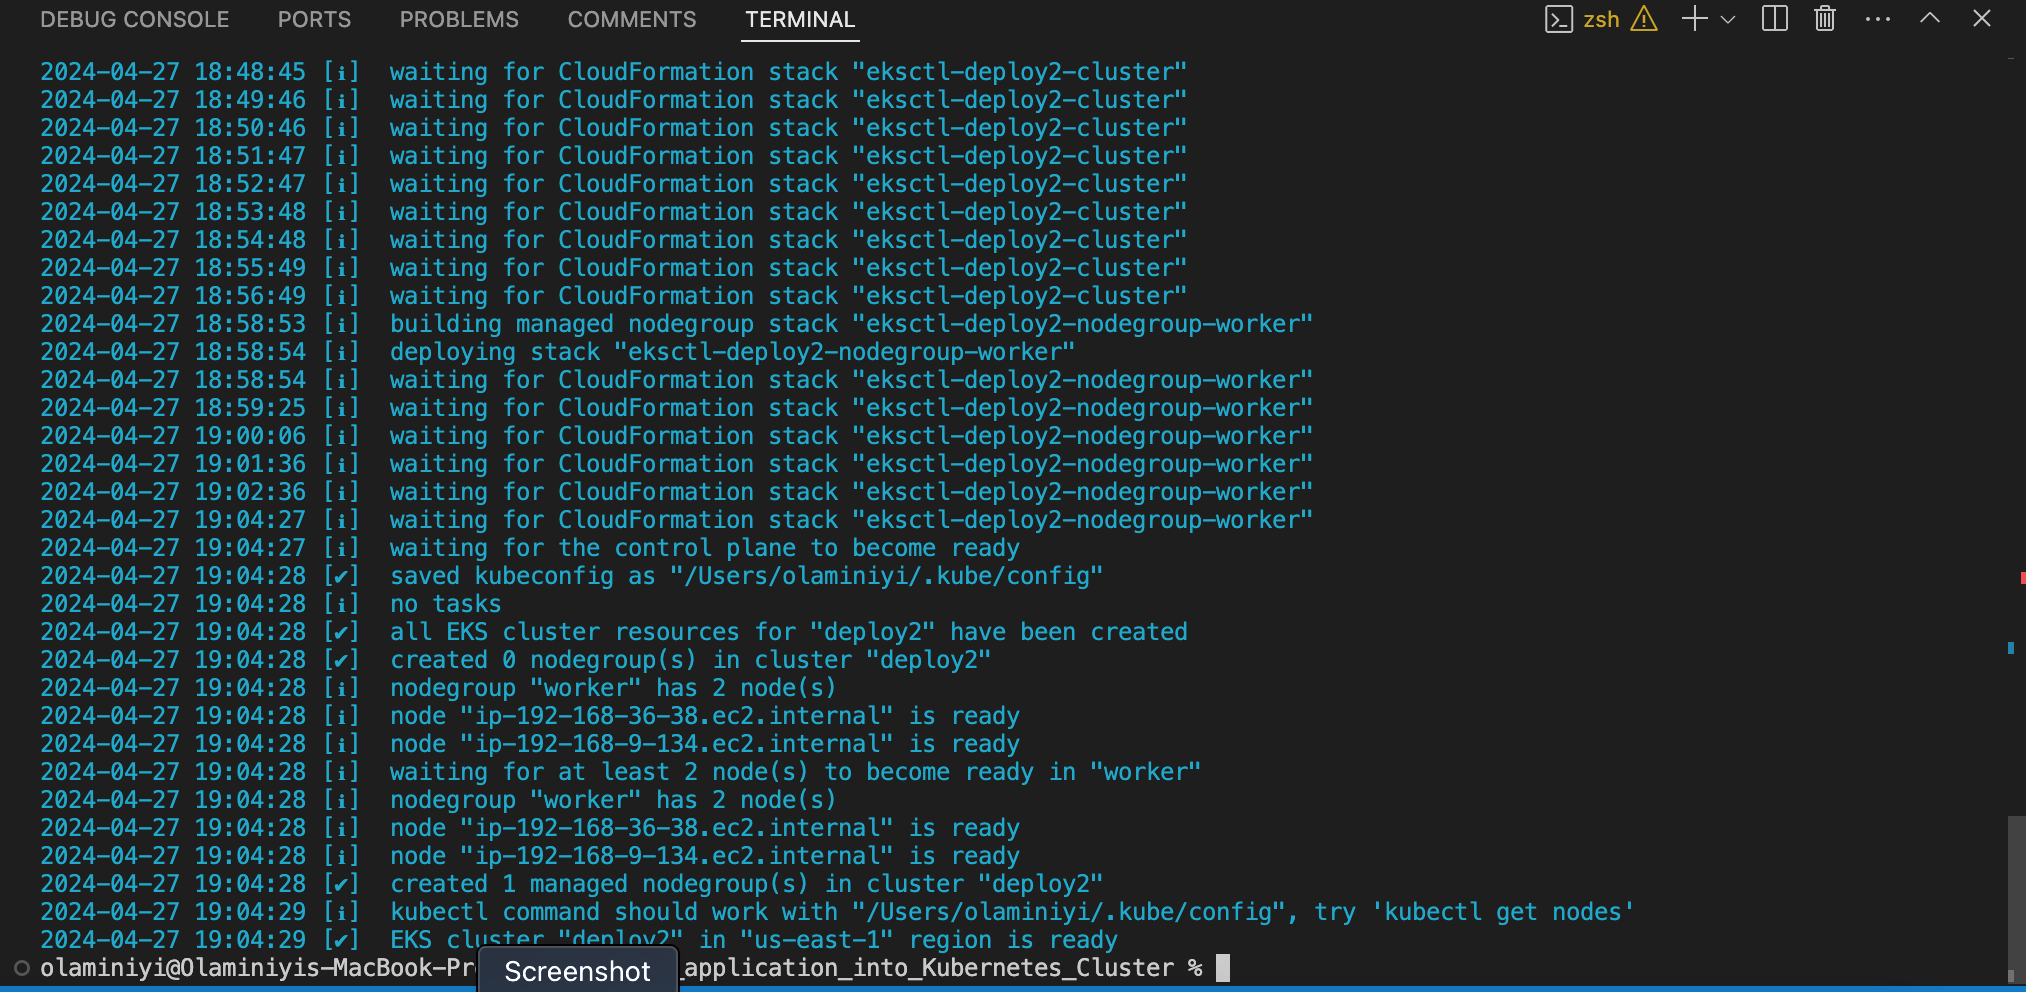 DEBUG CONSOLE PORTS PROBLEMS COMMENTS TERMINAL zsh
2024-04-27 18:48:45 [ℹ]  waiting for CloudFormation stack "eksctl-deploy2-cluster"
2024-04-27 18:49:46 [ℹ]  waiting for CloudFormation stack "eksctl-deploy2-cluster"
2024-04-27 18:50:46 [ℹ]  waiting for CloudFormation stack "eksctl-deploy2-cluster"
2024-04-27 18:51:47 [ℹ]  waiting for CloudFormation stack "eksctl-deploy2-cluster"
2024-04-27 18:52:47 [ℹ]  waiting for CloudFormation stack "eksctl-deploy2-cluster"
2024-04-27 18:53:48 [ℹ]  waiting for CloudFormation stack "eksctl-deploy2-cluster"
2024-04-27 18:54:48 [ℹ]  waiting for CloudFormation stack "eksctl-deploy2-cluster"
2024-04-27 18:55:49 [ℹ]  waiting for CloudFormation stack "eksctl-deploy2-cluster"
2024-04-27 18:56:49 [ℹ]  waiting for CloudFormation stack "eksctl-deploy2-cluster"
2024-04-27 18:58:53 [ℹ]  building managed nodegroup stack "eksctl-deploy2-nodegroup-worker"
2024-04-27 18:58:54 [ℹ]  deploying stack "eksctl-deploy2-nodegroup-worker"
2024-04-27 18:58:54 [ℹ]  waiting for CloudFormation stack "eksctl-deploy2-nodegroup-worker"
2024-04-27 18:59:25 [ℹ]  waiting for CloudFormation stack "eksctl-deploy2-nodegroup-worker"
2024-04-27 19:00:06 [ℹ]  waiting for CloudFormation stack "eksctl-deploy2-nodegroup-worker"
2024-04-27 19:01:36 [ℹ]  waiting for CloudFormation stack "eksctl-deploy2-nodegroup-worker"
2024-04-27 19:02:36 [ℹ]  waiting for CloudFormation stack "eksctl-deploy2-nodegroup-worker"
2024-04-27 19:04:27 [ℹ]  waiting for CloudFormation stack "eksctl-deploy2-nodegroup-worker"
2024-04-27 19:04:27 [ℹ]  waiting for the control plane to become ready
2024-04-27 19:04:28 [✔]  saved kubeconfig as "/Users/olaminiyi/.kube/config"
2024-04-27 19:04:28 [ℹ]  no tasks
2024-04-27 19:04:28 [✔]  all EKS cluster resources for "deploy2" have been created
2024-04-27 19:04:28 [✔]  created 0 nodegroup(s) in cluster "deploy2"
2024-04-27 19:04:28 [ℹ]  nodegroup "worker" has 2 node(s)
2024-04-27 19:04:28 [ℹ]  node "ip-192-168-36-38.ec2.internal" is ready
2024-04-27 19:04:28 [ℹ]  node "ip-192-168-9-134.ec2.internal" is ready
2024-04-27 19:04:28 [ℹ]  waiting for at least 2 node(s) to become ready in "worker"
2024-04-27 19:04:28 [ℹ]  nodegroup "worker" has 2 node(s)
2024-04-27 19:04:28 [ℹ]  node "ip-192-168-36-38.ec2.internal" is ready
2024-04-27 19:04:28 [ℹ]  node "ip-192-168-9-134.ec2.internal" is ready
2024-04-27 19:04:28 [✔]  created 1 managed nodegroup(s) in cluster "deploy2"
2024-04-27 19:04:29 [ℹ]  kubectl command should work with "/Users/olaminiyi/.kube/config", try 'kubectl get nodes'
2024-04-27 19:04:29 [✔]  EKS cluster "deploy2" in "us-east-1" region is ready
olaminiyi@Olaminiyis-MacBook-Pr Screenshot _application_into_Kubernetes_Cluster %